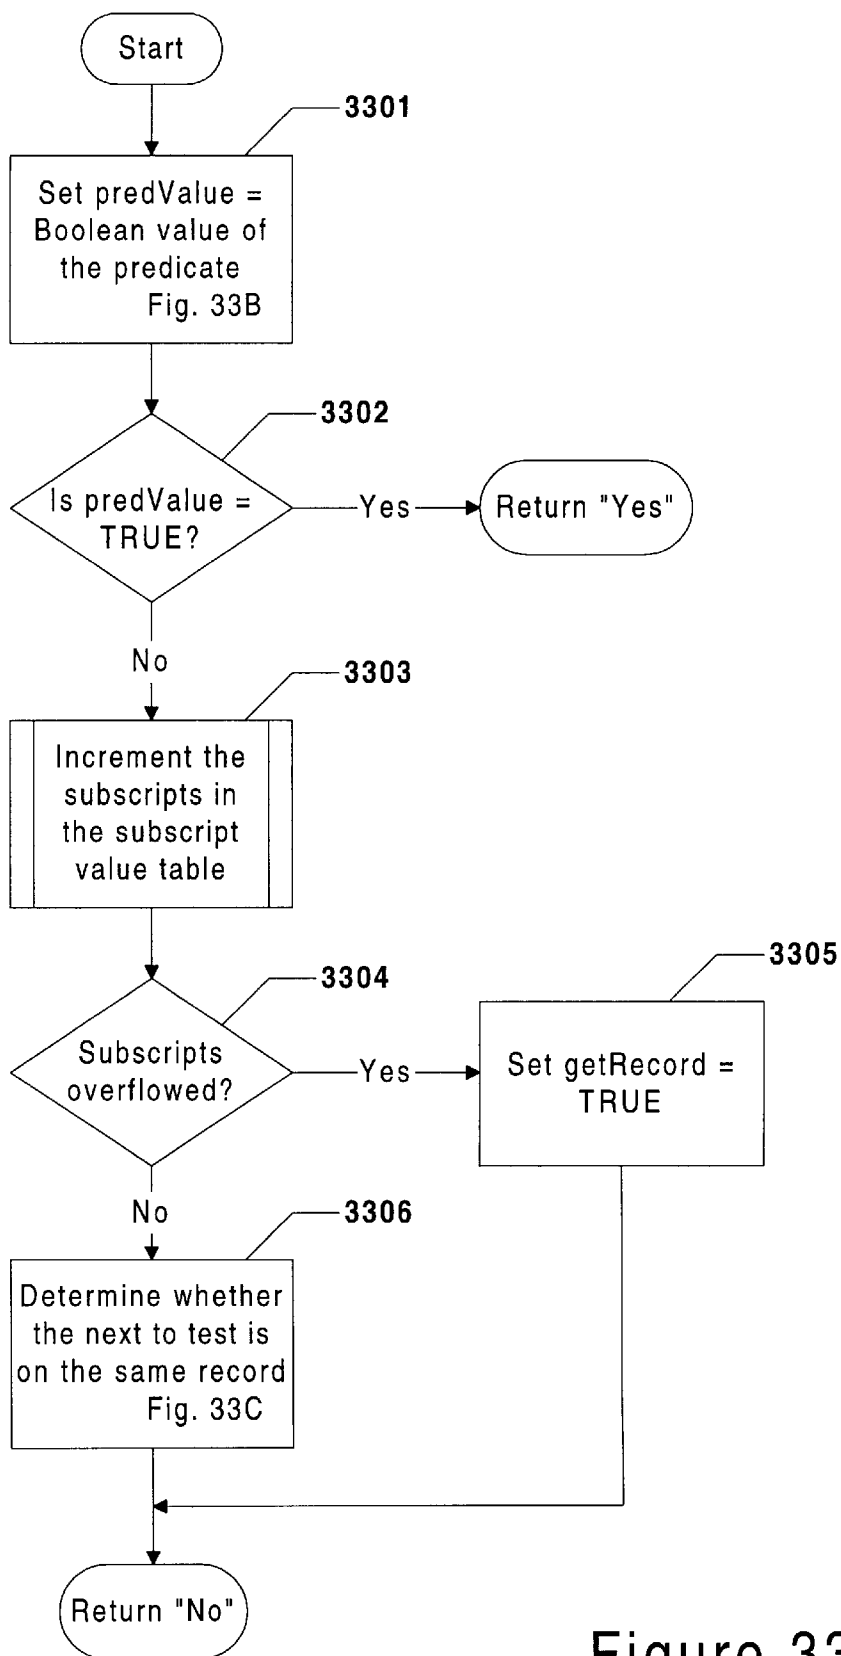 Start
3301
Set predValue =
Boolean value of
the predicate
Fig. 33B
3302
Is predValue =
TRUE?
Yes
Return "Yes"
No
3303
Increment the
subscripts in
the subscript
value table
3304
Subscripts
overflowed?
Yes
3305
Set getRecord =
TRUE
No
3306
Determine whether
the next to test is
on the same record
Fig. 33C
Return "No"
Figure 33